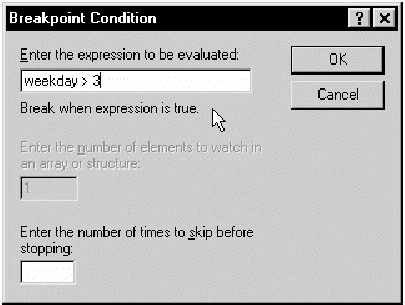 Breakpoint Condition
Enter the expression to be evaluated:
weekday > 3
OK
Break when expression is true.
Cancel
Enter the number of elements to watch in
an array or structure:
1
Enter the number of times to skip before
stopping: